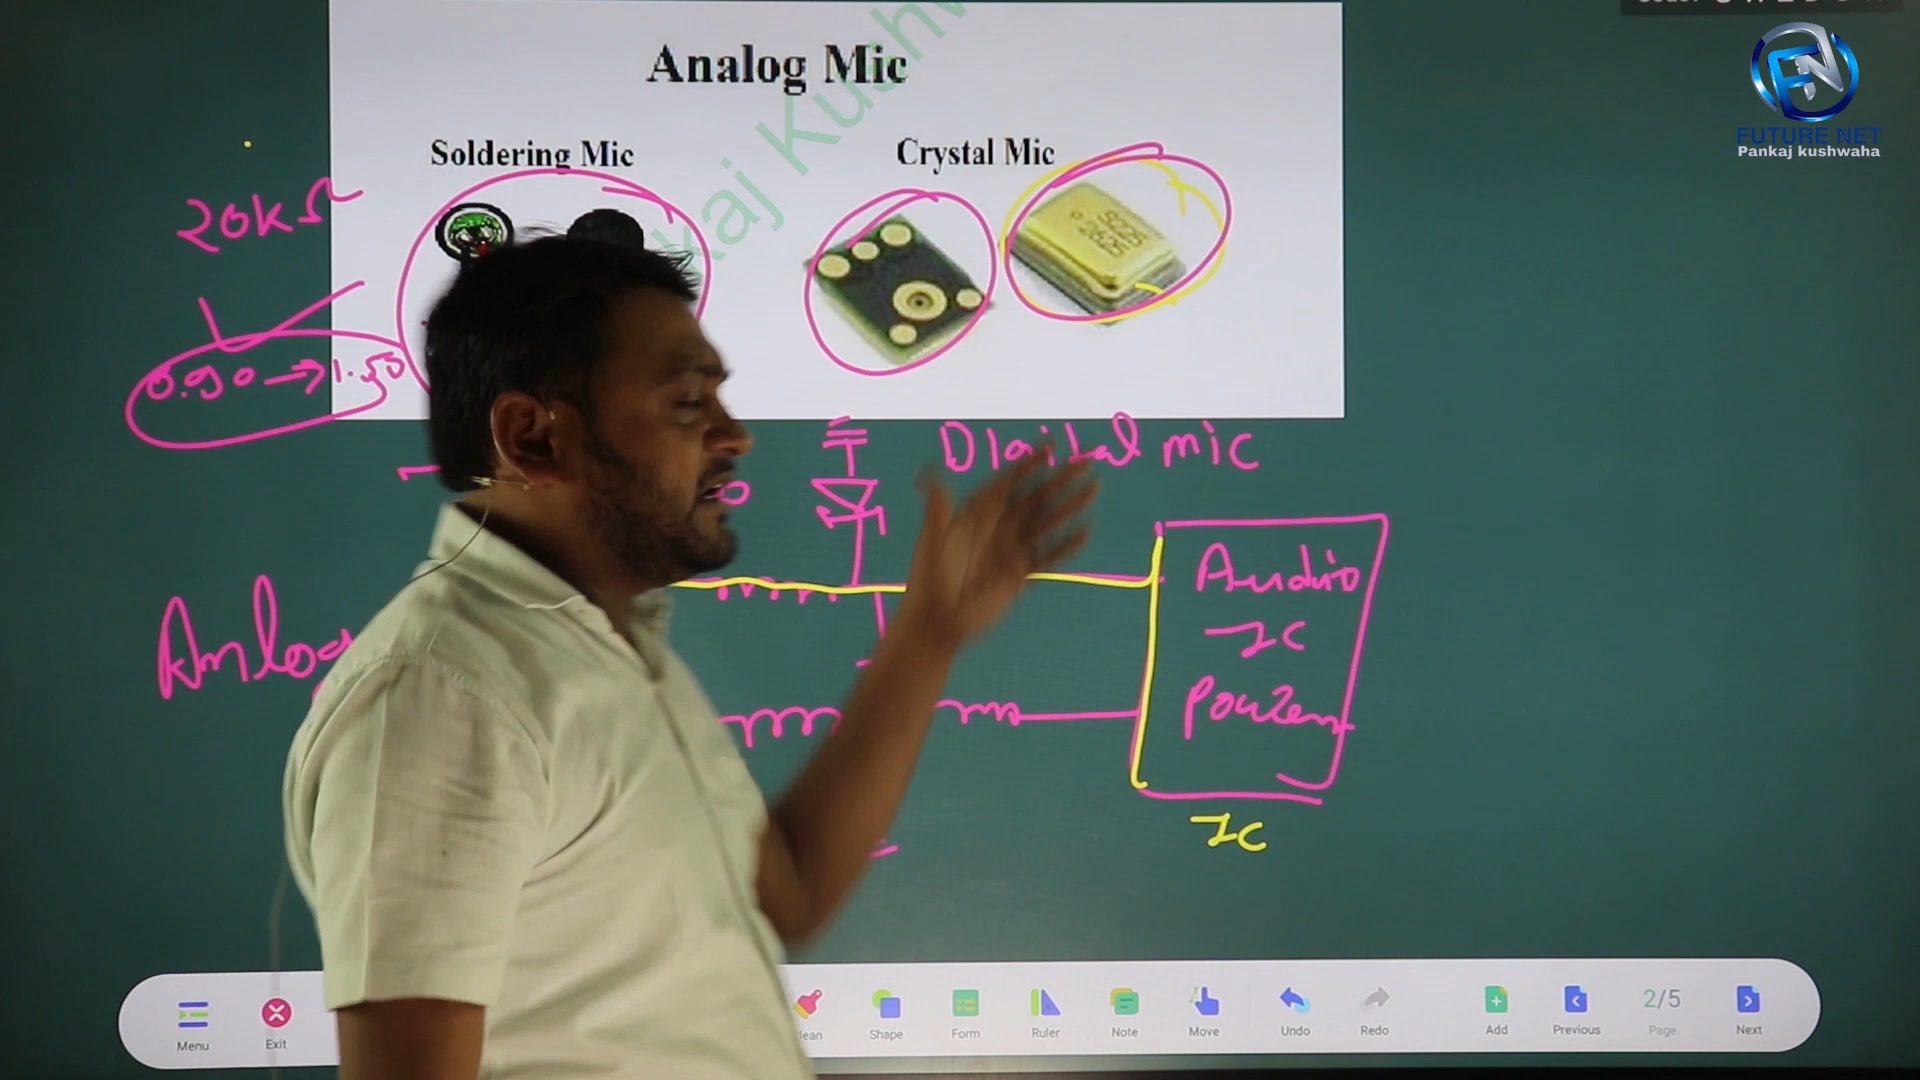 Analog Mic
FUTURE NET
Pankaj kushwaha
Soldering Mic
Crystal Mic
20KΩ
0.90→1.50
DIgital mic
Anlog
Audio
IC
Power
IC
Menu
Exit
Shape
Form
Ruler
Note
Move
Undo
Redo
Add
Previous
2/5
Page
Next